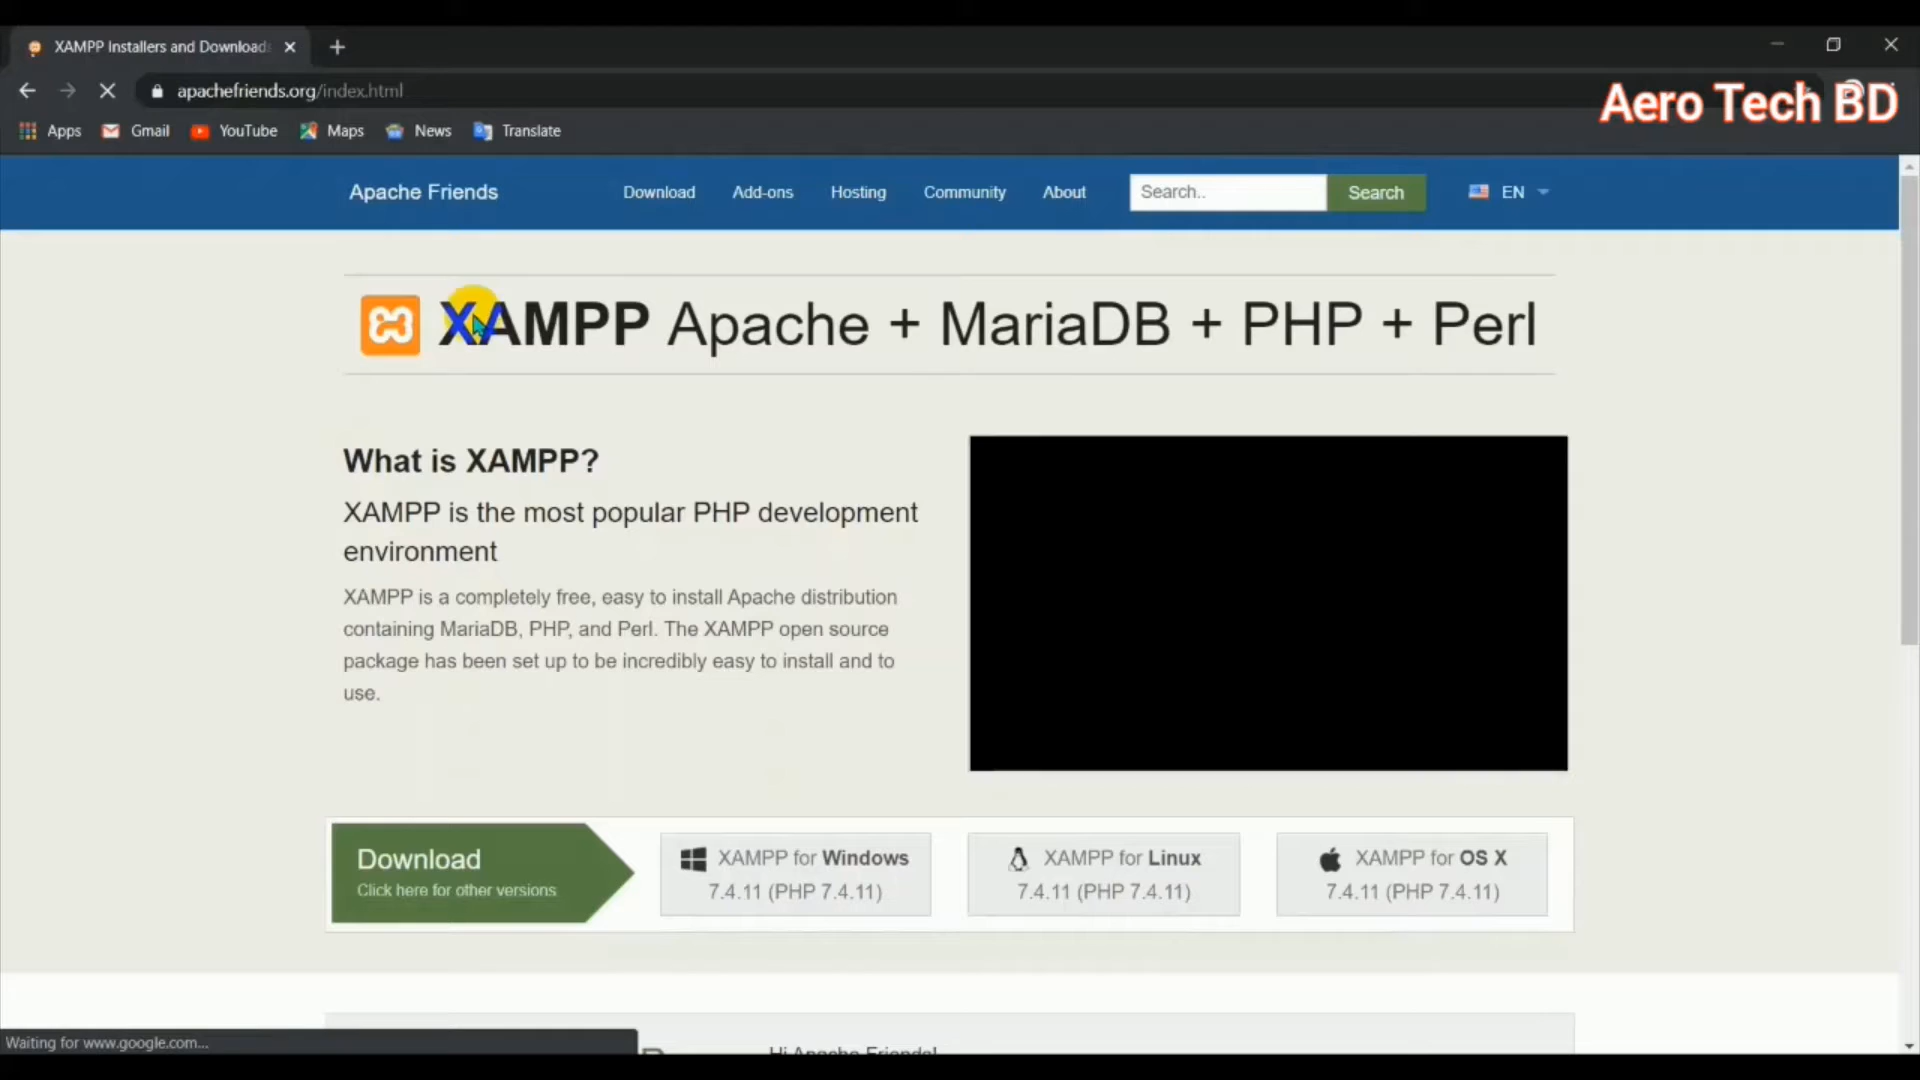 XAMPP Installers and Download
apachefriends.org/index.html
Aero Tech BD
Apps Gmail YouTube Maps News Translate
Apache Friends Download Add-ons Hosting Community About Search.. Search EN
XAMPP Apache + MariaDB + PHP + Perl
What is XAMPP?
XAMPP is the most popular PHP development
environment
XAMPP is a completely free, easy to install Apache distribution
containing MariaDB, PHP, and Perl. The XAMPP open source
package has been set up to be incredibly easy to install and to
use.
Download
Click here for other versions
XAMPP for Windows
7.4.11 (PHP 7.4.11)
XAMPP for Linux
7.4.11 (PHP 7.4.11)
XAMPP for OS X
7.4.11 (PHP 7.4.11)
Hi Apache Friends!
Waiting for www.google.com...